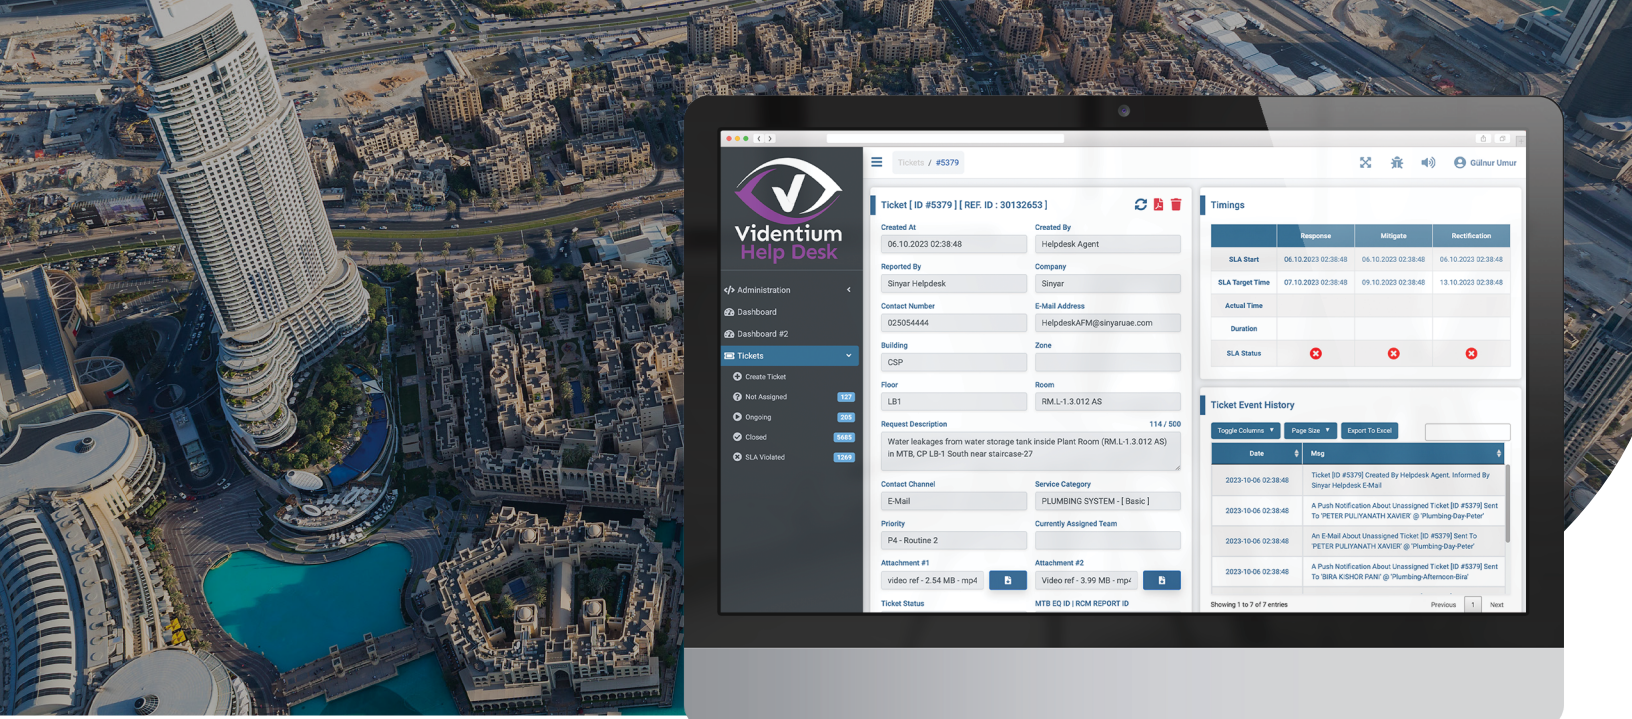 Videntium
Help Desk
Administration
Dashboard
Dashboard #2
Tickets
Create Ticket
Not Assigned 127
Ongoing 205
Closed 5685
SLA Violated 1269
Tickets / #5379
Gülnur Umur
Ticket [ ID #5379 ] [ REF. ID : 30132653 ]
Created At Created By
06.10.2023 02:38:48 Helpdesk Agent
Reported By Company
Sinyar Helpdesk Sinyar
Contact Number E-Mail Address
025054444 HelpdeskAFM@sinyaruae.com
Building Zone
CSP
Floor Room
LB1 RM.L-1.3.012 AS
Request Description 114 / 500
Water leakages from water storage tank inside Plant Room (RM.L-1.3.012 AS)
in MTB, CP LB-1 South near staircase-27
Contact Channel Service Category
E-Mail PLUMBING SYSTEM - [ Basic ]
Priority Currently Assigned Team
P4 - Routine 2
Attachment #1 Attachment #2
video ref - 2.54 MB - mp4 Video ref - 3.99 MB - mp4
Ticket Status MTB EQ ID | RCM REPORT ID
Timings
Response Mitigate Rectification
SLA Start 06.10.2023 02:38:48 06.10.2023 02:38:48 06.10.2023 02:38:48
SLA Target Time 07.10.2023 02:38:48 09.10.2023 02:38:48 13.10.2023 02:38:48
Actual Time
Duration
SLA Status
Ticket Event History
Toggle Columns Page Size Export To Excel
Date Msg
2023-10-06 02:38:48 Ticket [ID #5379] Created By Helpdesk Agent. Informed By
Sinyar Helpdesk E-Mail
2023-10-06 02:38:48 A Push Notification About Unassigned Ticket [ID #5379] Sent
To 'PETER PULIYANATH XAVIER' @ 'Plumbing-Day-Peter'
2023-10-06 02:38:48 An E-Mail About Unassigned Ticket [ID #5379] Sent To
'PETER PULIYANATH XAVIER' @ 'Plumbing-Day-Peter'
2023-10-06 02:38:48 A Push Notification About Unassigned Ticket [ID #5379] Sent
To 'BIRA KISHOR PANI' @ 'Plumbing-Afternoon-Bira'
Showing 1 to 7 of 7 entries Previous 1 Next